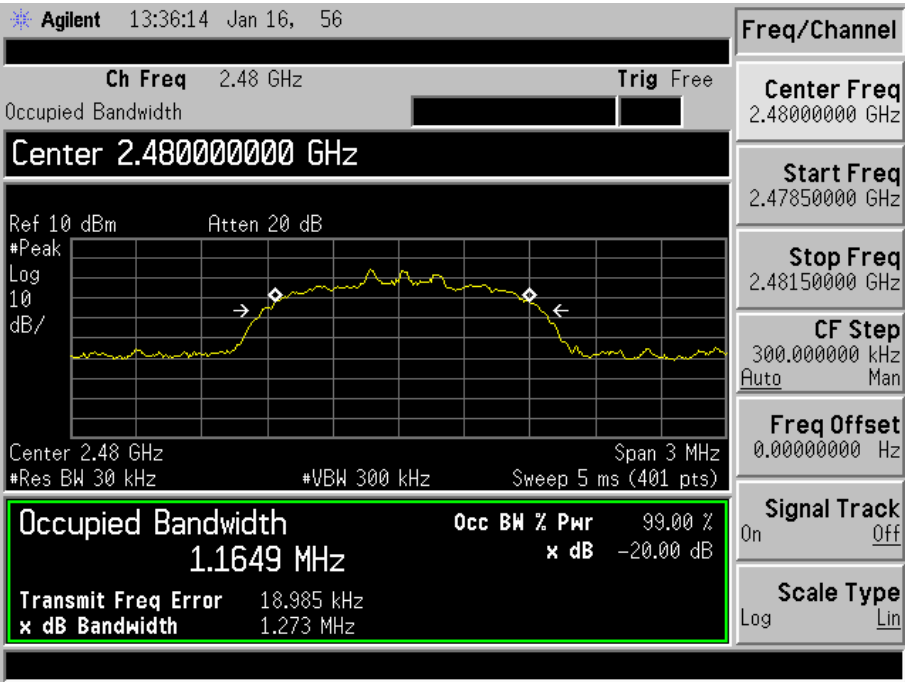 Agilent 13:36:14 Jan 16, 56
Ch Freq 2.48 GHz Trig Free
Occupied Bandwidth
Center 2.480000000 GHz
Ref 10 dBm Atten 20 dB
#Peak
Log
10
dB/
Center 2.48 GHz Span 3 MHz
#Res BW 30 kHz #VBW 300 kHz Sweep 5 ms (401 pts)
Occupied Bandwidth Occ BW % Pwr 99.00 %
1.1649 MHz x dB -20.00 dB
Transmit Freq Error 18.985 kHz
x dB Bandwidth 1.273 MHz
Freq/Channel
Center Freq
2.48000000 GHz
Start Freq
2.47850000 GHz
Stop Freq
2.48150000 GHz
CF Step
300.000000 kHz
Auto Man
Freq Offset
0.00000000 Hz
Signal Track
On Off
Scale Type
Log Lin